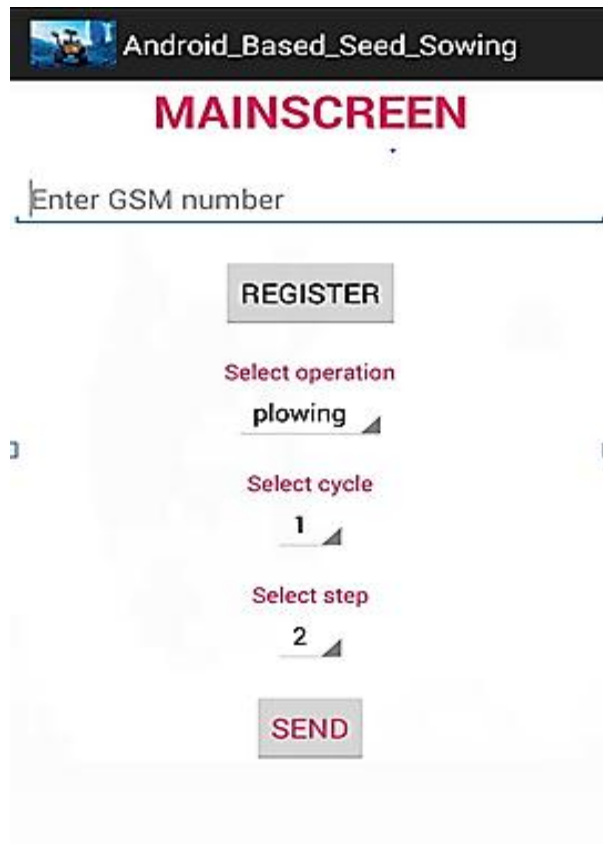 Android_Based_Seed_Sowing
MAINSCREEN
Enter GSM number
REGISTER
Select operation
plowing
Select cycle
1
Select step
2
SEND